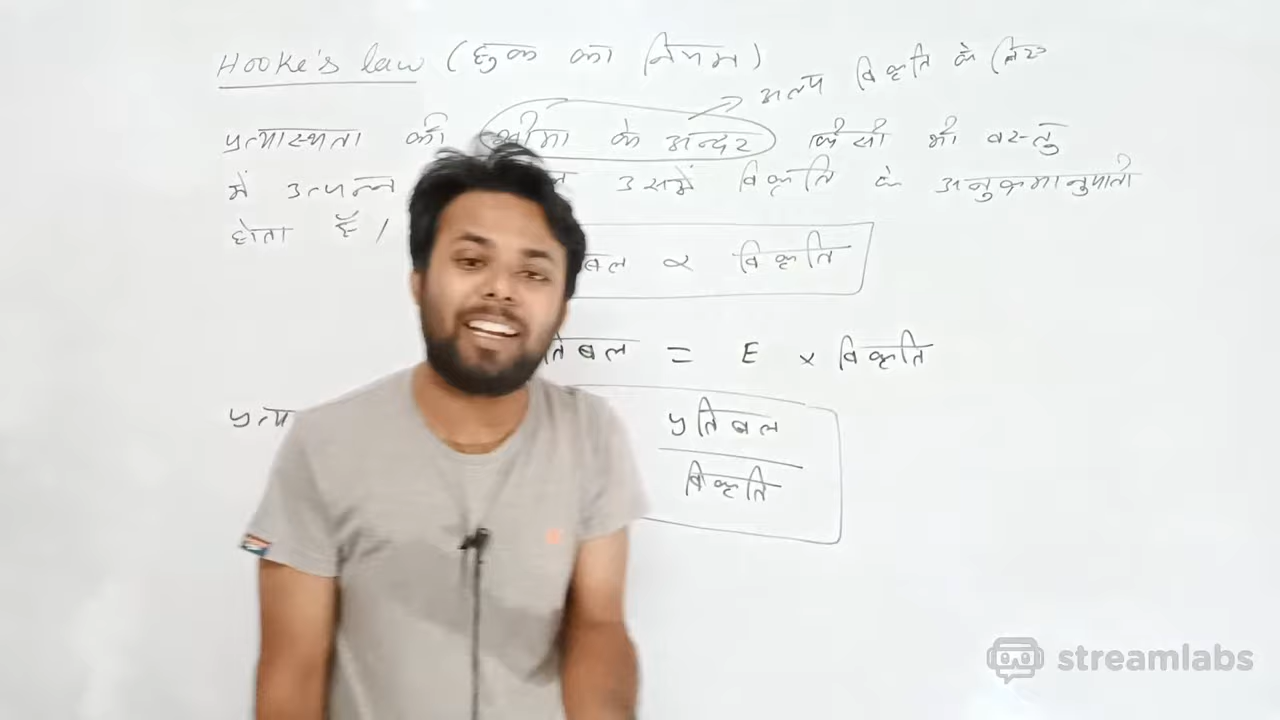 Hooke's law (हुक का नियम)
अल्प विकृति के लिए
प्रत्यास्थता की सीमा के अन्दर किसी भी वस्तु
में उत्पन्न उसमें विकृति के अनुक्रमानुपाती
होता है।
बल ∝ विकृति
तिबल = E × विकृति
प्रत्या
प्रतिबल
विकृति
streamlabs